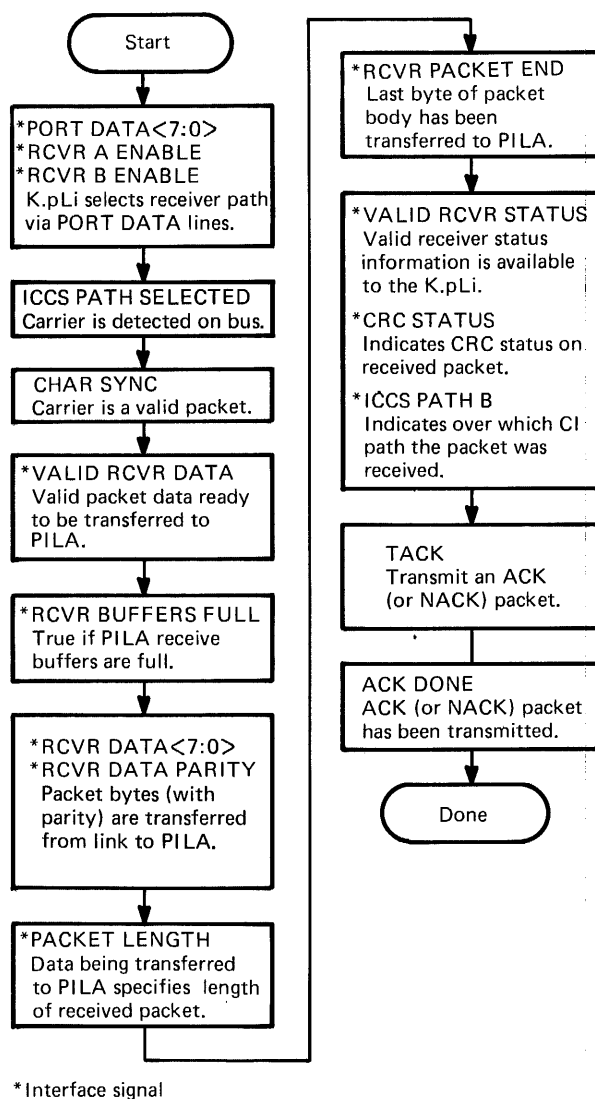 Start
*PORT DATA<7:0>
*RCVR A ENABLE
*RCVR B ENABLE
K.pLi selects receiver path
via PORT DATA lines.
ICCS PATH SELECTED
Carrier is detected on bus.
CHAR SYNC
Carrier is a valid packet.
*VALID RCVR DATA
Valid packet data ready
to be transferred to
PILA.
*RCVR BUFFERS FULL
True if PILA receive
buffers are full.
*RCVR DATA<7:0>
*RCVR DATA PARITY
Packet bytes (with
parity) are transferred
from link to PILA.
*PACKET LENGTH
Data being transferred
to PILA specifies length
of received packet.
*RCVR PACKET END
Last byte of packet
body has been
transferred to PILA.
*VALID RCVR STATUS
Valid receiver status
information is available
to the K.pLi.
*CRC STATUS
Indicates CRC status on
received packet.
*ICCS PATH B
Indicates over which CI
path the packet was
received.
TACK
Transmit an ACK
(or NACK) packet.
ACK DONE
ACK (or NACK) packet
has been transmitted.
Done
*Interface signal